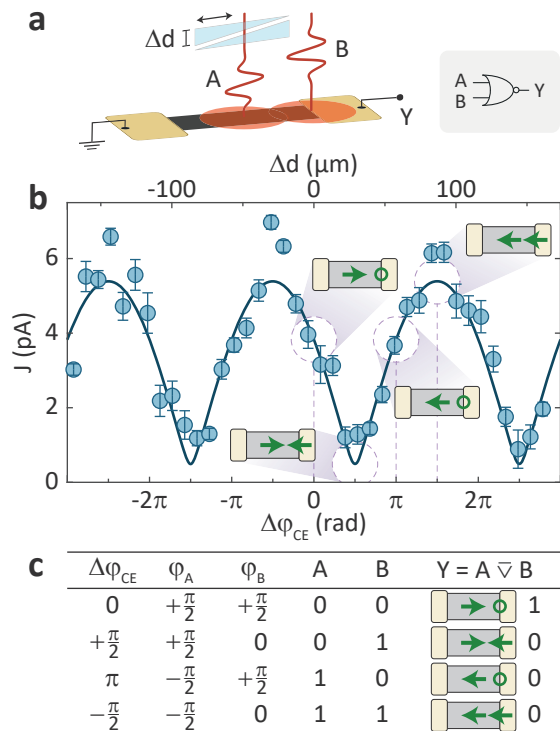 a
Δd
A
B
Y
A
B
Y
Δd (μm)
-100 0 100
b
J (pA)
6
4
2
0
-2π -π 0 π 2π
Δφ_CE (rad)
c
Δφ_CE φ_A φ_B A B Y = A ⊽ B
0 +π/2 +π/2 0 0 1
+π/2 +π/2 0 0 1 0
π -π/2 +π/2 1 0 0
-π/2 -π/2 0 1 1 0